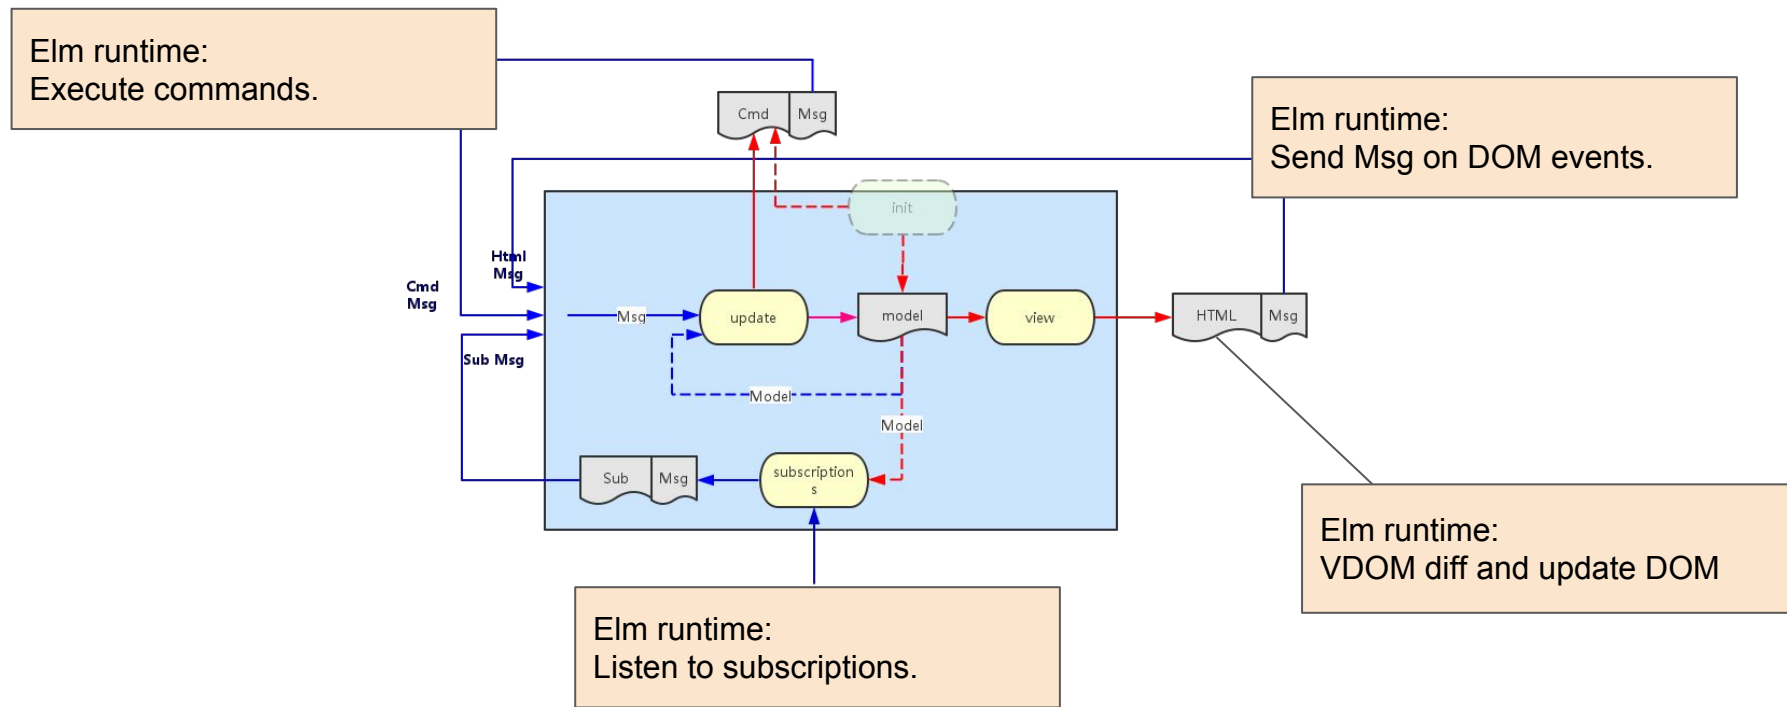 Elm runtime:
Execute commands.
Cmd
Msg
Elm runtime:
Send Msg on DOM events.
init
Html
Msg
Cmd
Msg
Msg
update
model
view
HTML
Msg
Sub Msg
Model
Model
Sub
Msg
subscription
s
Elm runtime:
VDOM diff and update DOM
Elm runtime:
Listen to subscriptions.